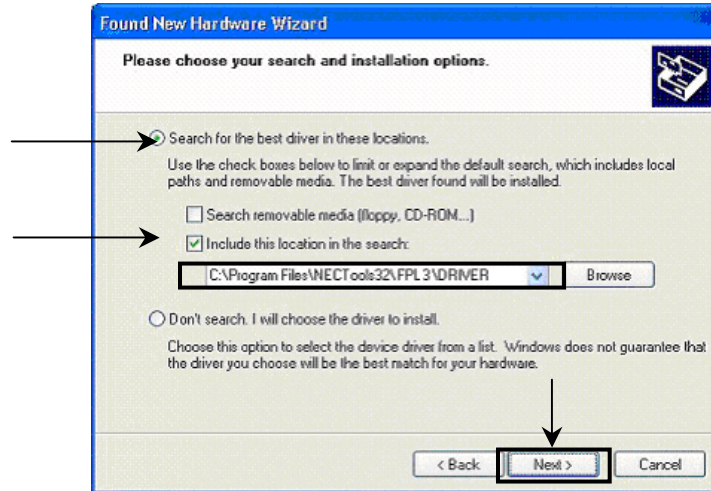 Found New Hardware Wizard
Please choose your search and installation options.
Search for the best driver in these locations.
Use the check boxes below to limit or expand the default search, which includes local
paths and removable media. The best driver found will be installed.
Search removable media (floppy, CD-ROM...)
Include this location in the search:
C:\Program Files\NECTools32\FPL3\DRIVER
Browse
Don't search. I will choose the driver to install.
Choose this option to select the device driver from a list. Windows does not guarantee that
the driver you choose will be the best match for your hardware.
< Back Next > Cancel